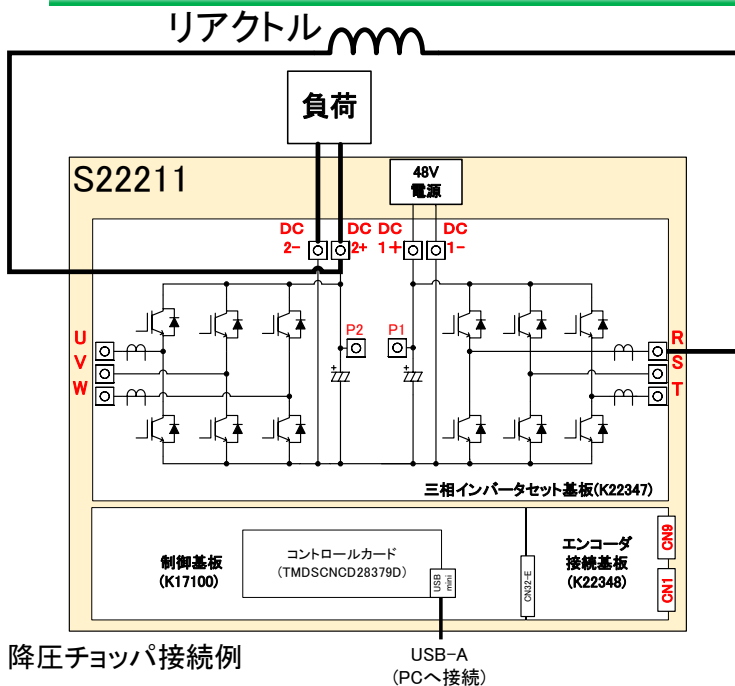 リアクトル
負荷
S22211
48V
電源
DC
2-
DC
2+
DC
1+
DC
1-
U
V
W
P2
P1
R
S
T
+
+
三相インバータセット基板(K22347)
制御基板
(K17100)
コントロールカード
(TMDSCNCD28379D)
USB
mini
CN32-E
エンコーダ
接続基板
(K22348)
CN9
CN1
降圧チョッパ接続例
USB-A
(PCへ接続)